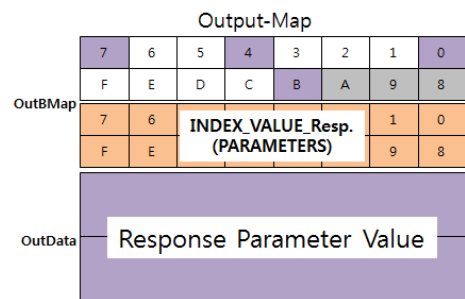 Output-Map
7 6 5 4 3 2 1 0
F E D C B A 9 8
OutBMap
7 6 1 0
INDEX_VALUE_Resp.
(PARAMETERS)
F E 9 8
OutData
Response Parameter Value